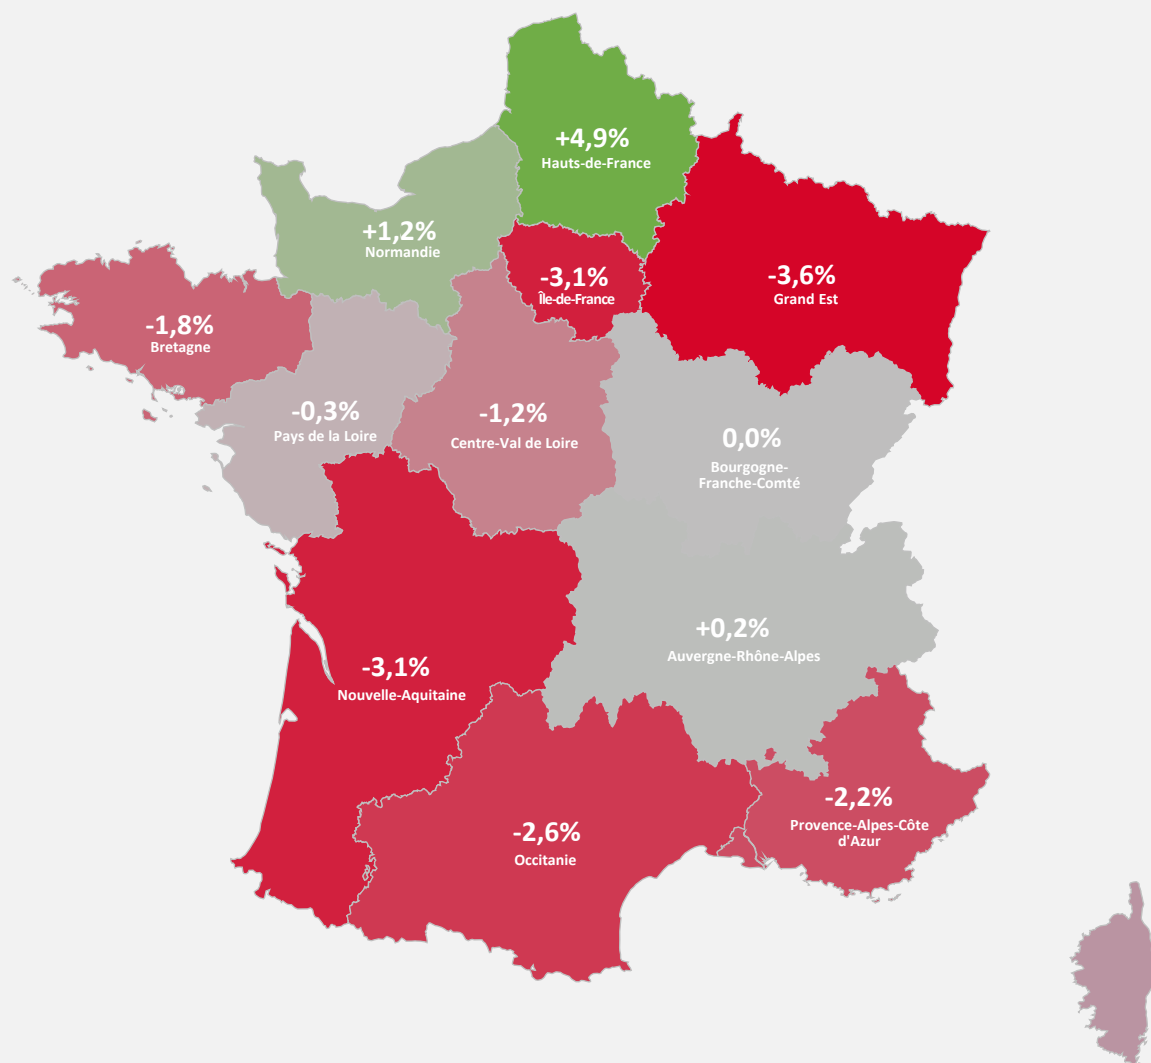 +4,9%
Hauts-de-France
+1,2%
Normandie
-3,1%
Île-de-France
-3,6%
Grand Est
-1,8%
Bretagne
-0,3%
Pays de la Loire
-1,2%
Centre-Val de Loire
0,0%
Bourgogne-
Franche-Comté
+0,2%
Auvergne-Rhône-Alpes
-3,1%
Nouvelle-Aquitaine
-2,2%
Provence-Alpes-Côte
d'Azur
-2,6%
Occitanie